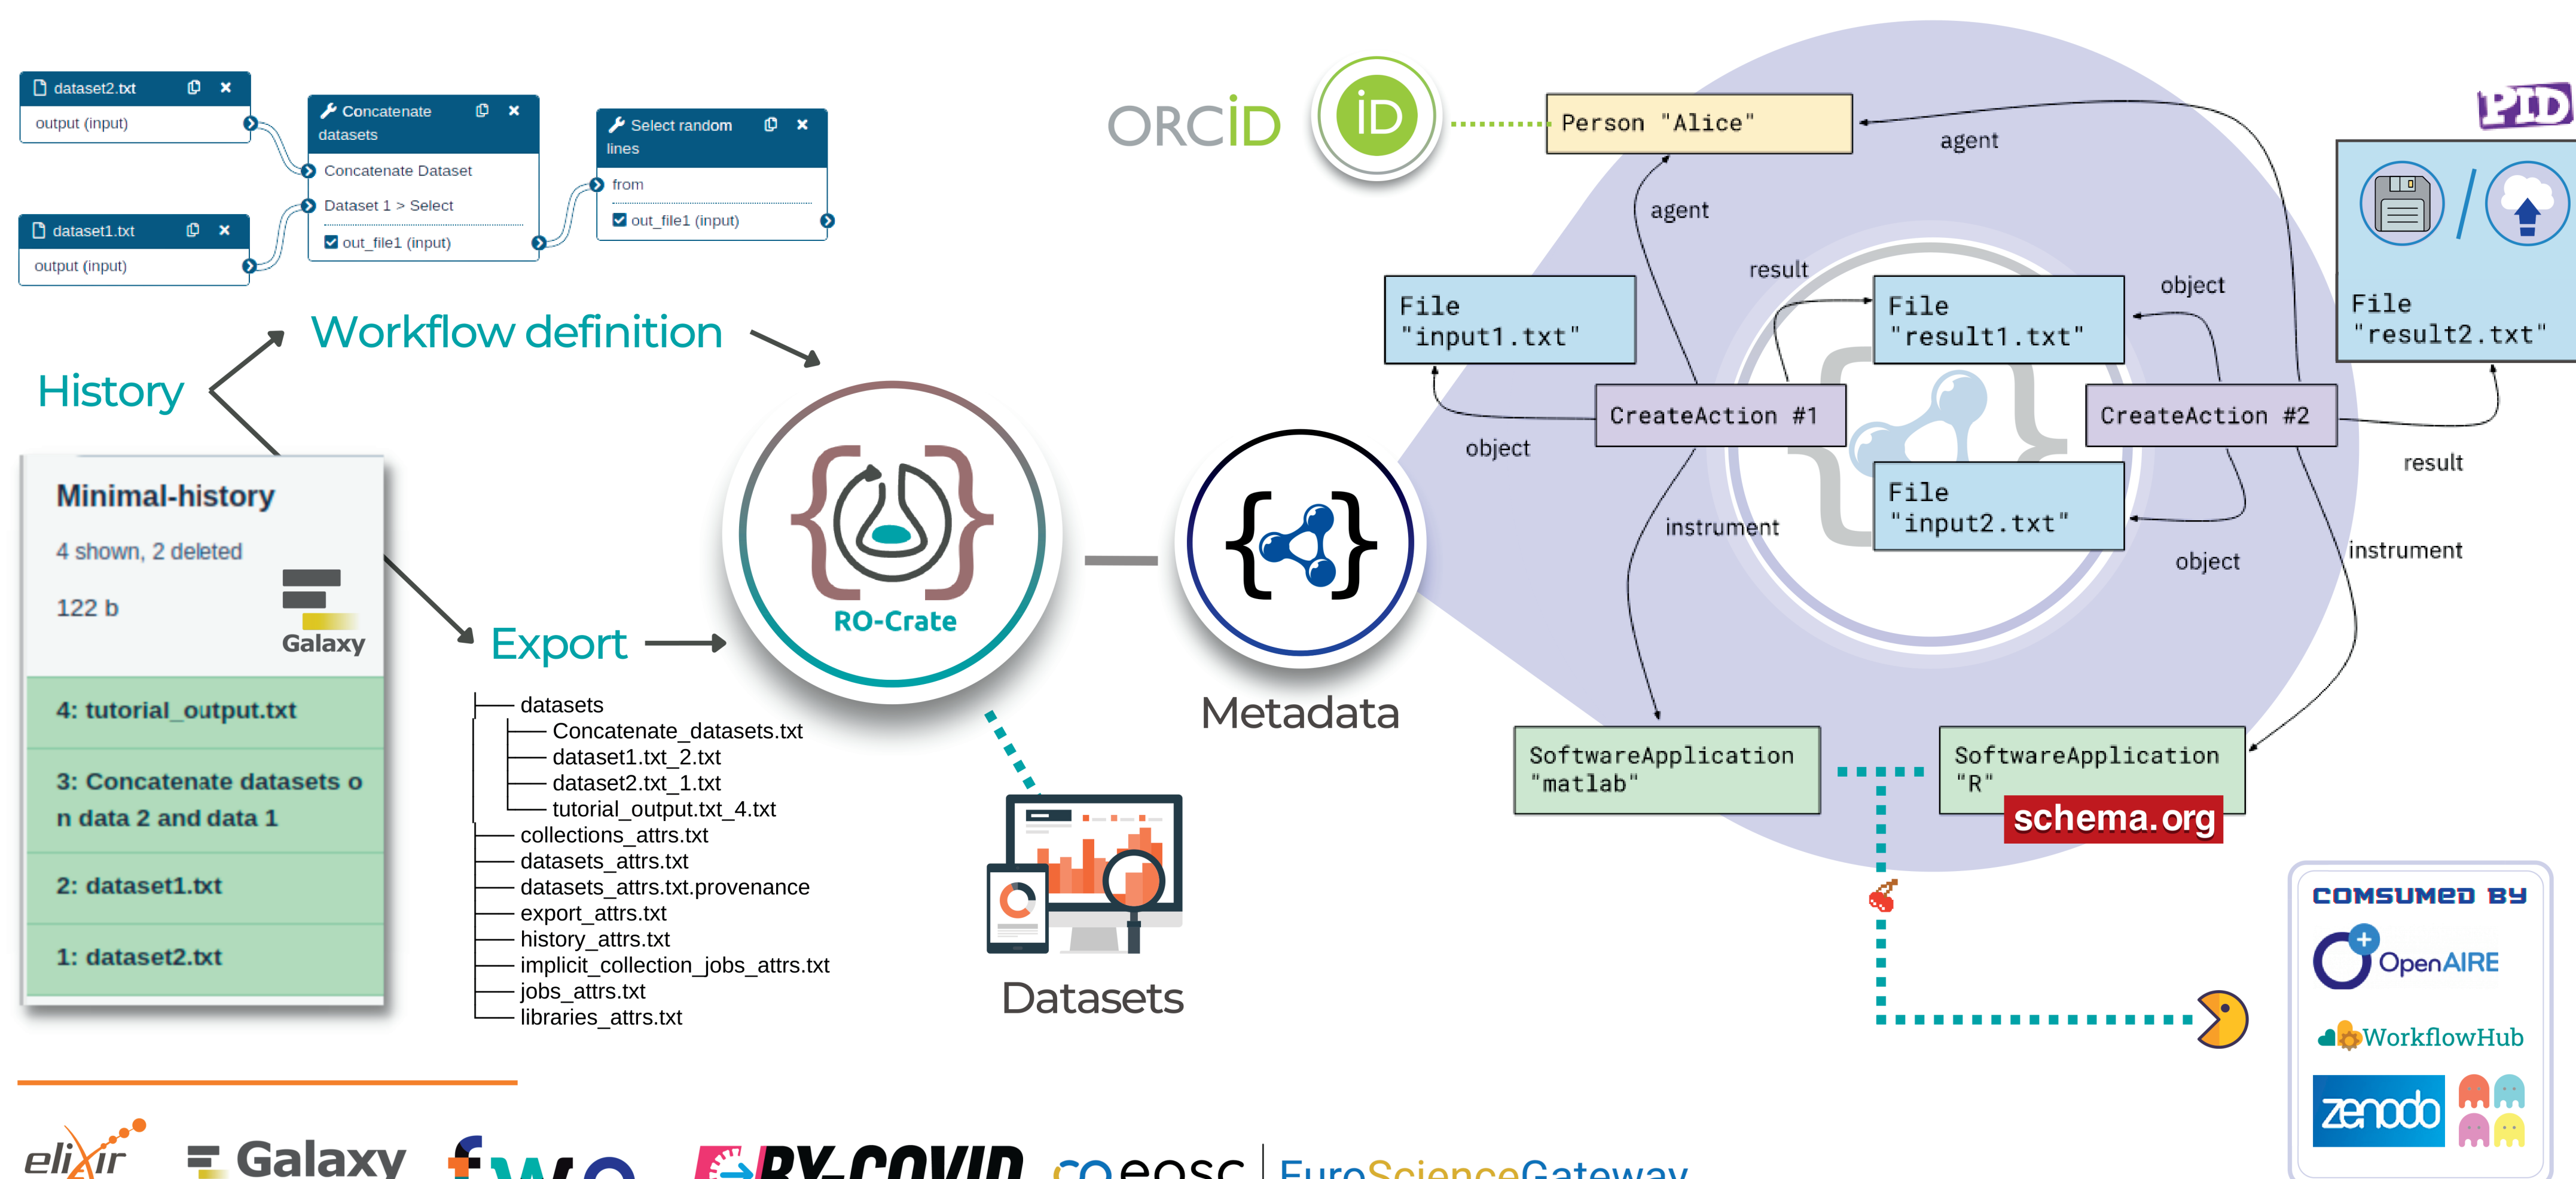 dataset2.txt
output (input)
dataset1.txt
output (input)
Concatenate
datasets
Concatenate Dataset
Dataset 1 > Select
out_file1 (input)
Select random
lines
from
out_file1 (input)
Workflow definition
History
Minimal-history
4 shown, 2 deleted
122 b
Galaxy
4: tutorial_output.txt
3: Concatenate datasets o
n data 2 and data 1
2: dataset1.txt
1: dataset2.txt
Export
datasets
Concatenate_datasets.txt
dataset1.txt_2.txt
dataset2.txt_1.txt
tutorial_output.txt_4.txt
collections_attrs.txt
datasets_attrs.txt
datasets_attrs.txt.provenance
export_attrs.txt
history_attrs.txt
implicit_collection_jobs_attrs.txt
jobs_attrs.txt
libraries_attrs.txt
RO-Crate
Metadata
Datasets
ORCiD
iD
Person "Alice"
agent
agent
PID
File
"input1.txt"
result
File
"result1.txt"
object
File
"result2.txt"
CreateAction #1
CreateAction #2
object
result
File
"input2.txt"
instrument
object
instrument
SoftwareApplication
"matlab"
SoftwareApplication
"R"
schema.org
COMSUMED BY
OpenAIRE
WorkflowHub
zenodo
elixir
Galaxy
fwo
BY-COVID
eosc
EuroScienceGateway